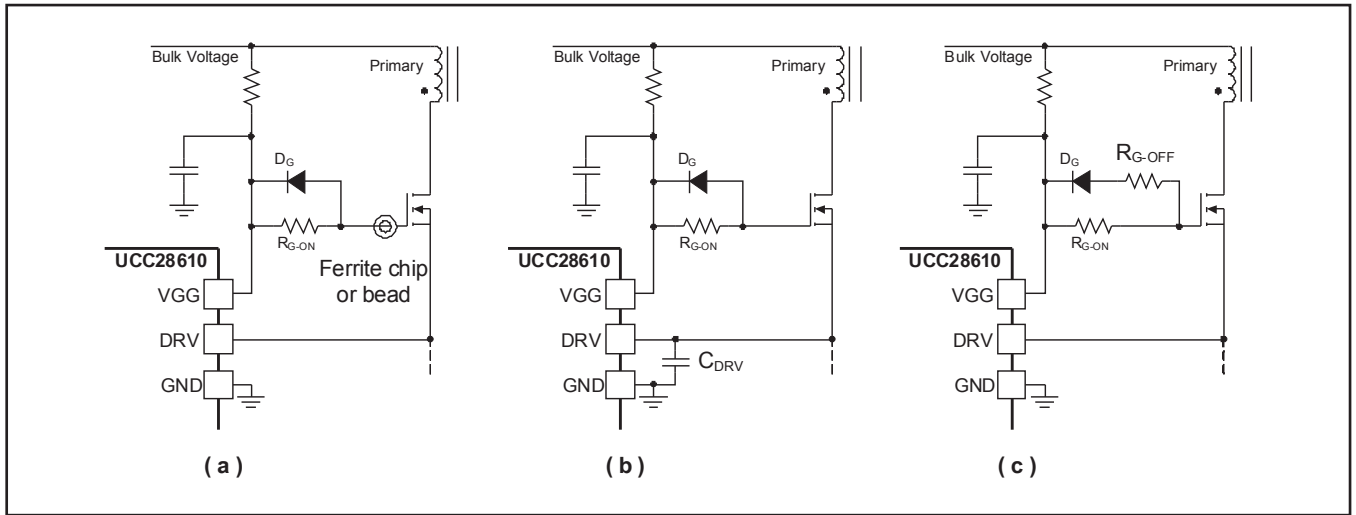 Bulk Voltage
Primary
DG
RG-ON
Ferrite chip
or bead
UCC28610
VGG
DRV
GND
( a )
Bulk Voltage
Primary
DG
RG-ON
UCC28610
VGG
DRV
CDRV
GND
( b )
Bulk Voltage
Primary
DG
RG-OFF
RG-ON
UCC28610
VGG
DRV
GND
( c )